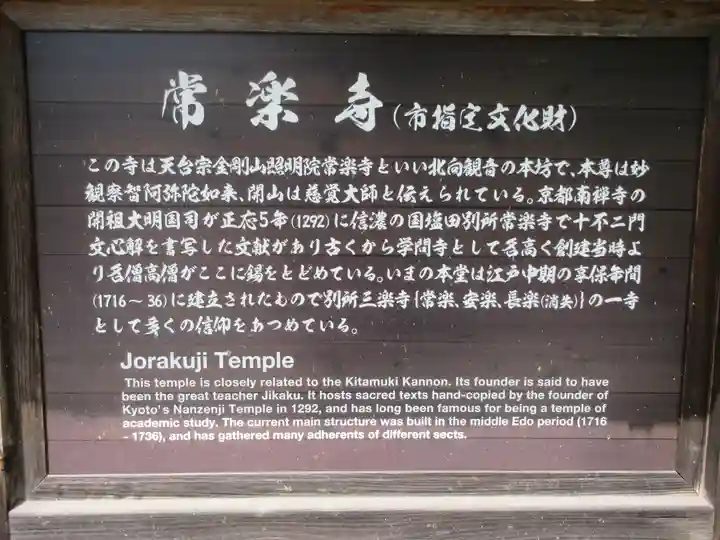 常楽寺(市指定文化財)
この寺は天台宗金剛山照明院常楽寺といい北向観音の本坊で、本尊は妙
観察智阿弥陀如来、開山は慈覚大師と伝えられている。京都南禅寺の
開祖大明国司が正応5年(1292)に信濃の国塩田別所常楽寺で十不二門
文心解を書写した文献があり古くから学問寺として名高く創建当時よ
り名僧高僧がここに錫をとどめている。いまの本堂は江戸中期の享保年間
(1716〜36)に建立されたもので別所三楽寺{常楽、安楽、長楽(消失)}の一寺
として多くの信仰をあつめている。
Jorakuji Temple
This temple is closely related to the Kitamuki Kannon. Its founder is said to have
been the great teacher Jikaku. It hosts sacred texts hand-copied by the founder of
Kyoto's Nanzenji Temple in 1292, and has long been famous for being a temple of
academic study. The current main structure was built in the middle Edo period (1716
- 1736), and has gathered many adherents of different sects.